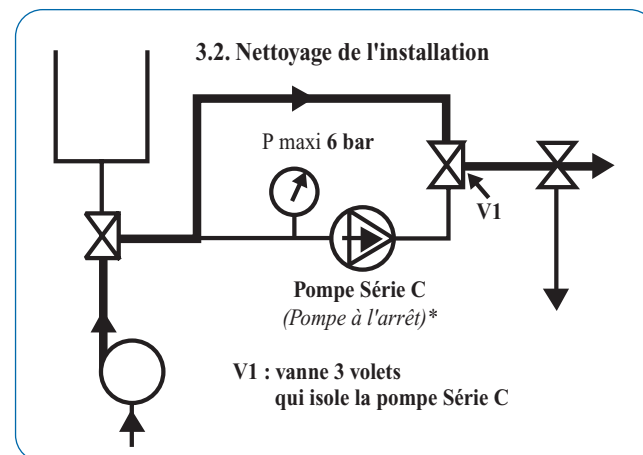 3.2. Nettoyage de l'installation
P maxi 6 bar
V1
Pompe Série C
(Pompe à l'arrêt)*
V1 : vanne 3 volets
qui isole la pompe Série C